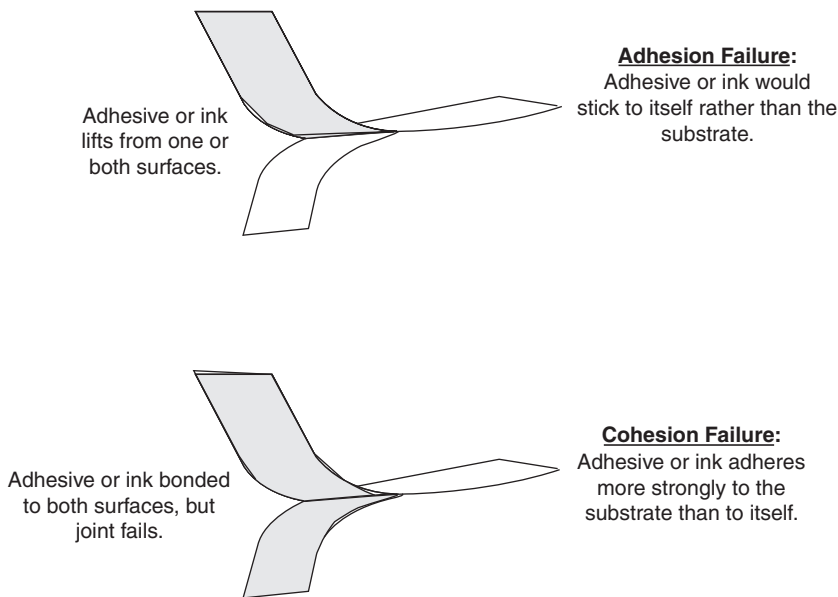 Adhesive or ink
lifts from one or
both surfaces.
Adhesion Failure:
Adhesive or ink would
stick to itself rather than the
substrate.
Adhesive or ink bonded
to both surfaces, but
joint fails.
Cohesion Failure:
Adhesive or ink adheres
more strongly to the
substrate than to itself.